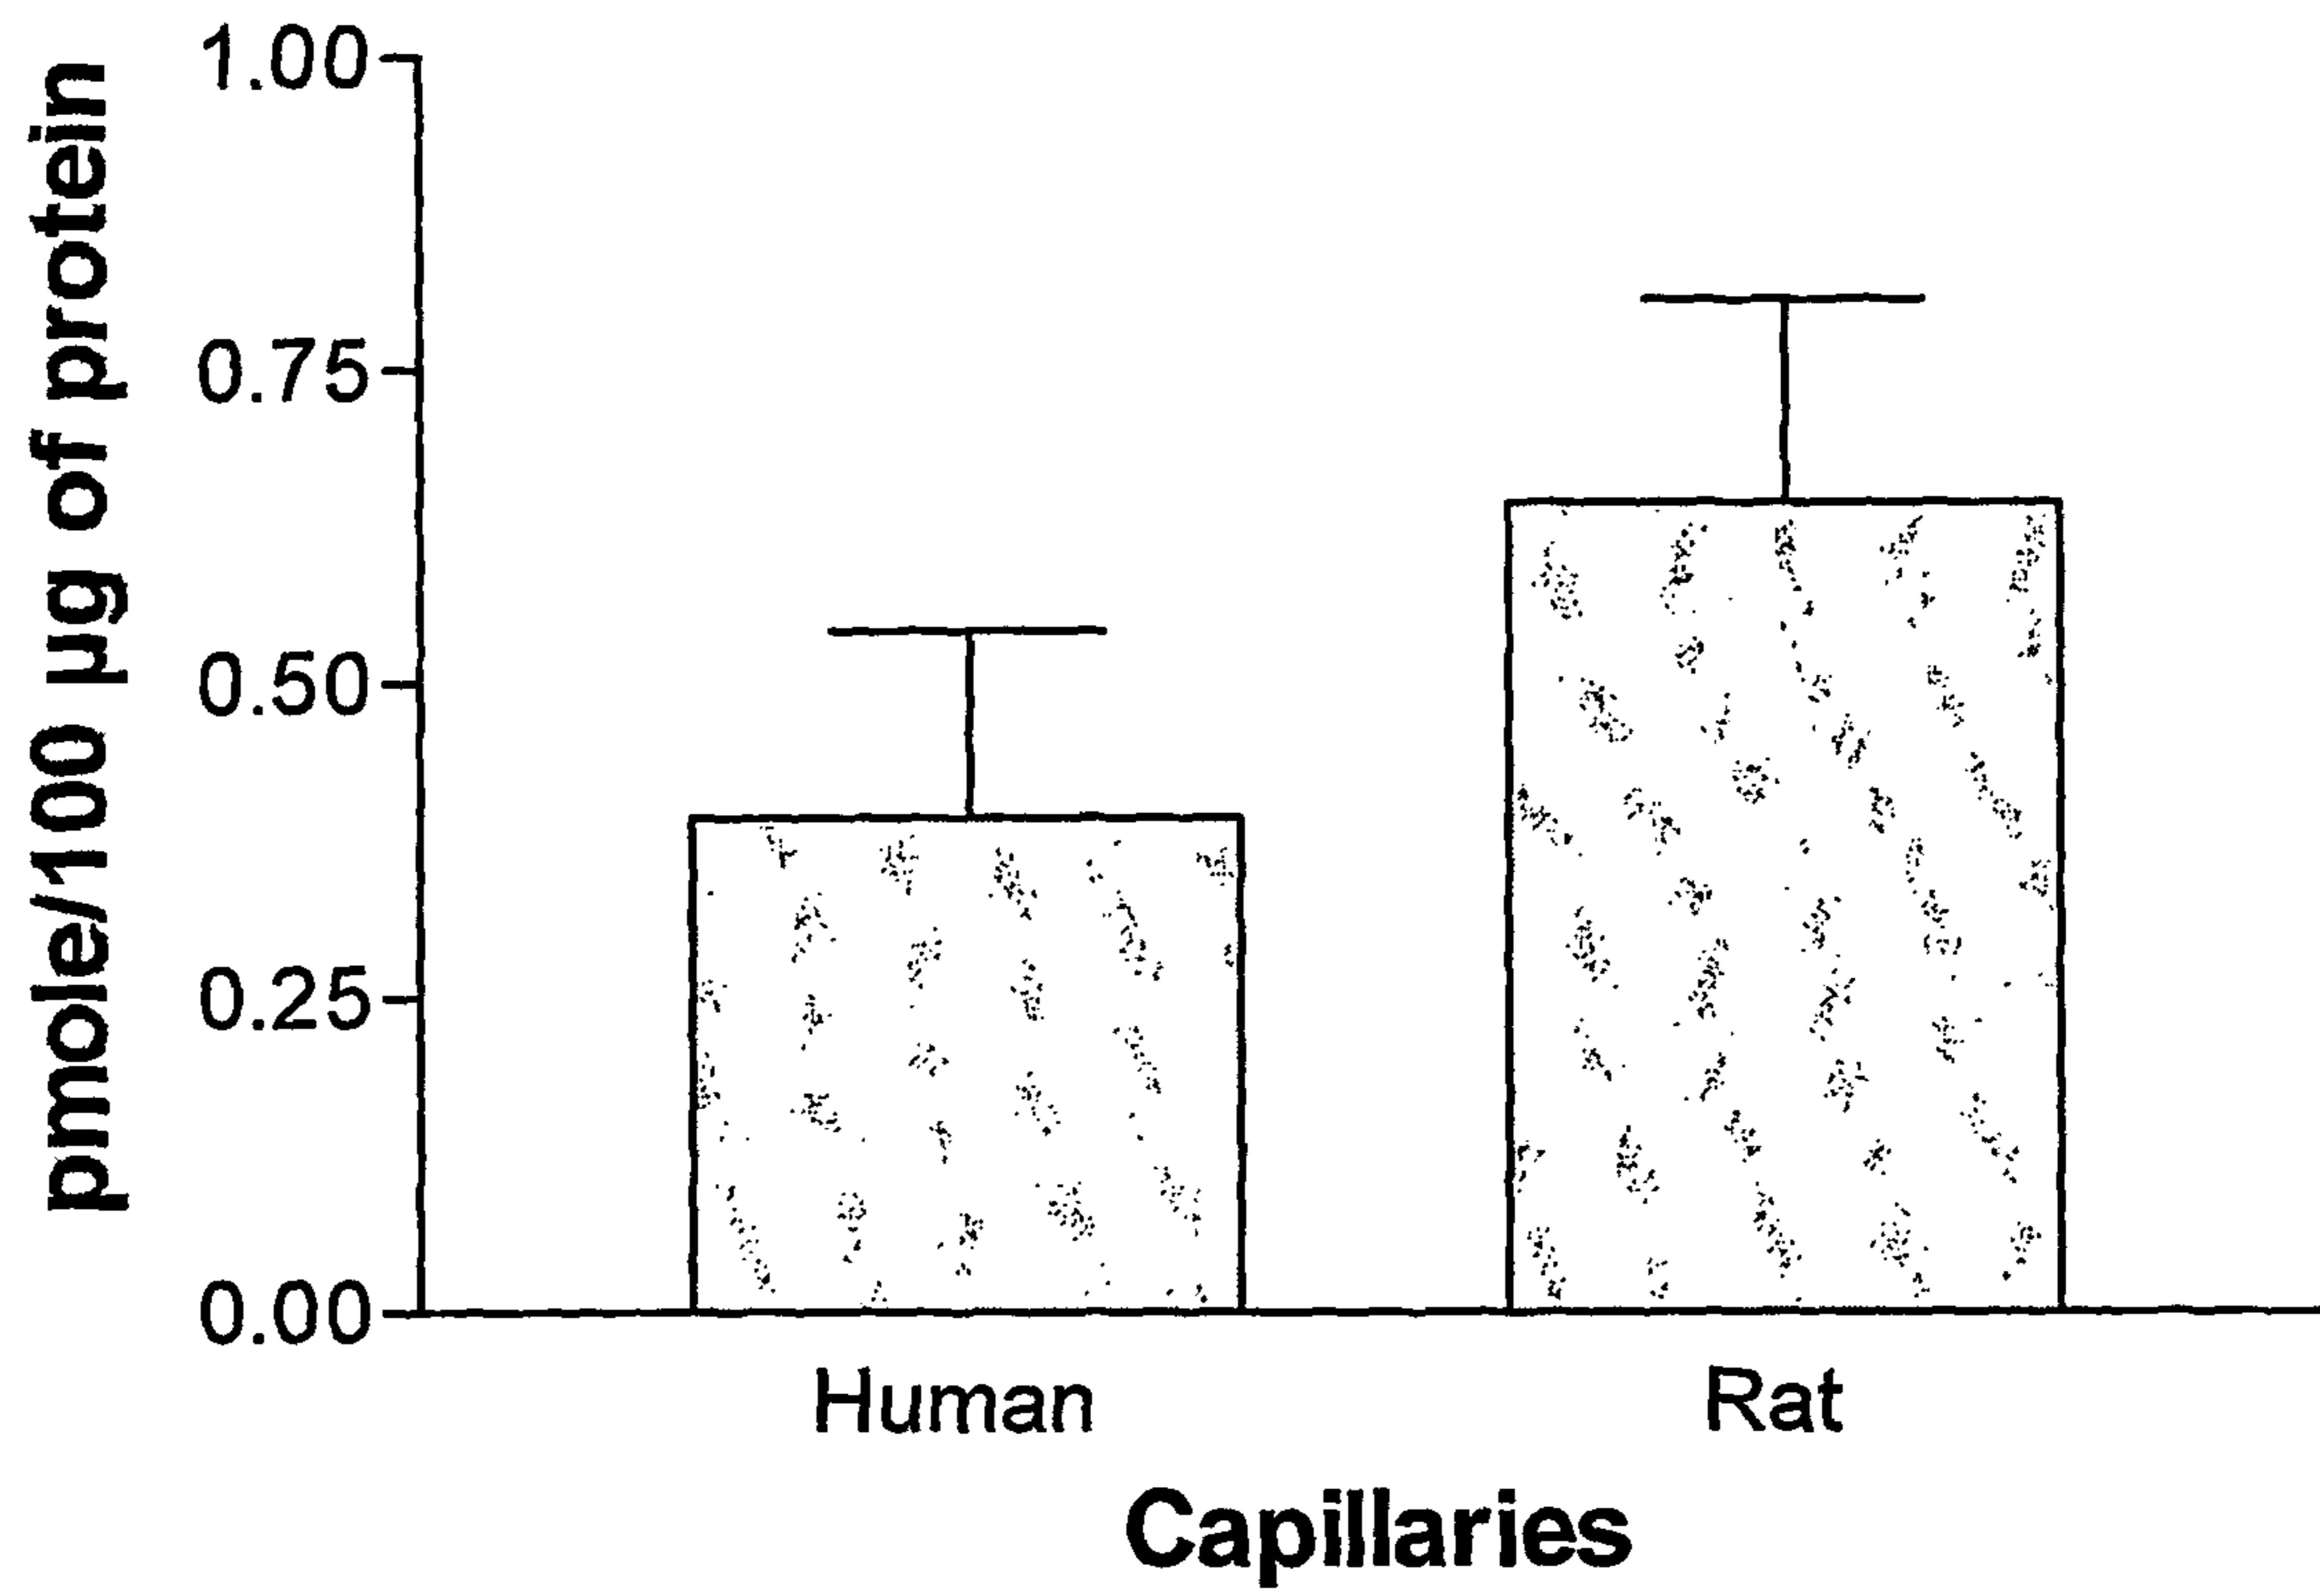 pmole/100 µg of protein
1.00
0.75
0.50
0.25
0.00
Human
Rat
Capillaries